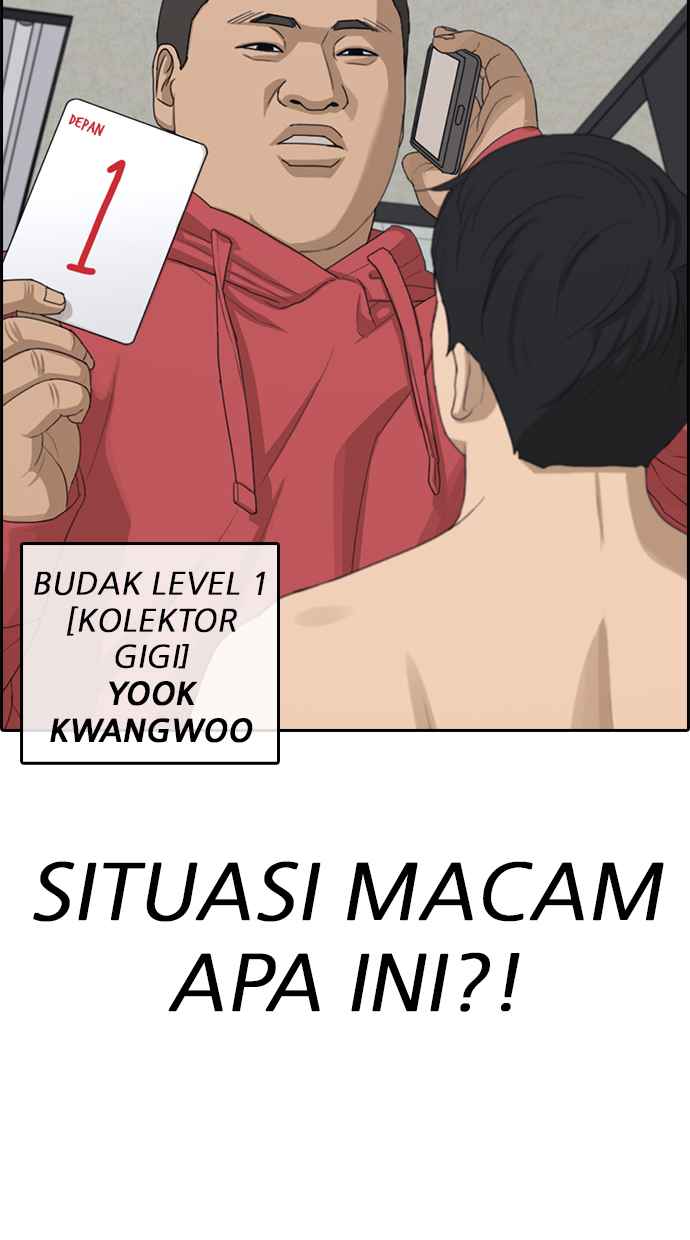 DEPAN
1
BUDAK LEVEL 1
[KOLEKTOR
GIGI]
YOOK
KWANGWOO
SITUASI MACAM
APA INI?!